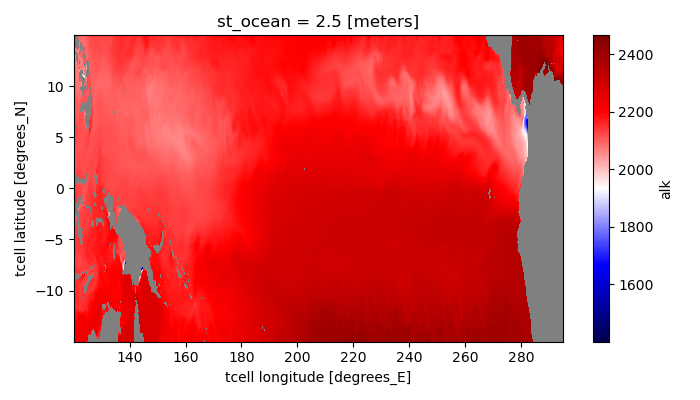 st_ocean = 2.5 [meters]
10
5
0
−5
−10
tcell latitude [degrees_N]
140 160 180 200 220 240 260 280
tcell longitude [degrees_E]
2400
2200
2000
1800
1600
alk